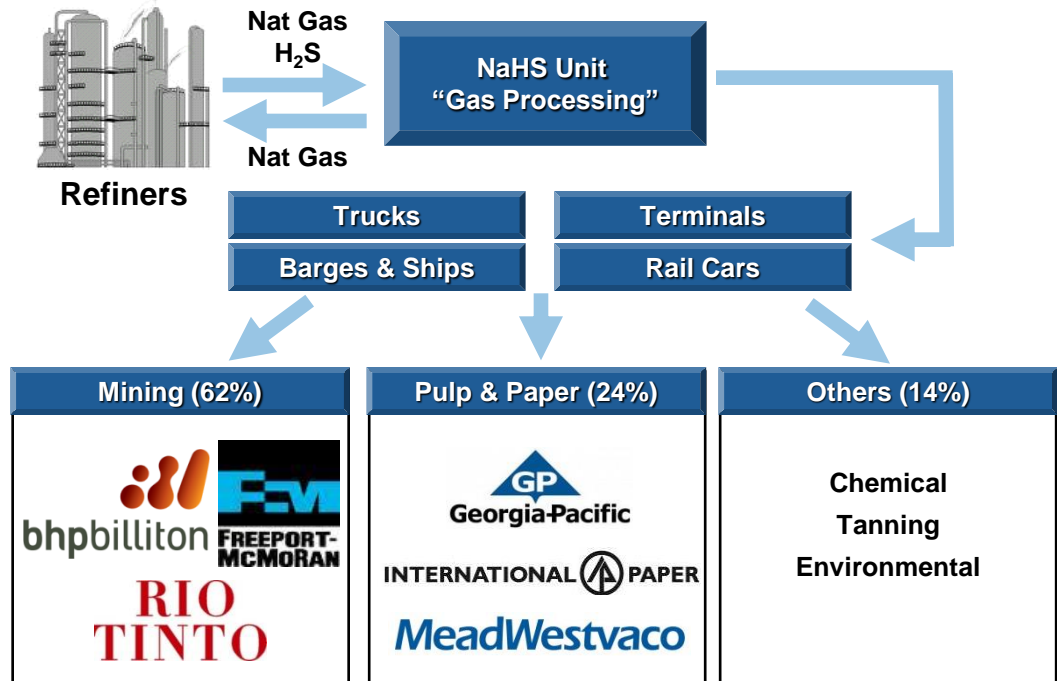 Nat Gas
H₂S
NaHS Unit
“Gas Processing”
Nat Gas
Refiners
Trucks
Terminals
Barges & Ships
Rail Cars
Mining (62%)
Pulp & Paper (24%)
Others (14%)
bhpbilliton
FM
FREEPORT-
McMoRAN
RIO
TINTO
GP
Georgia-Pacific
INTERNATIONAL PAPER
MeadWestvaco
Chemical
Tanning
Environmental